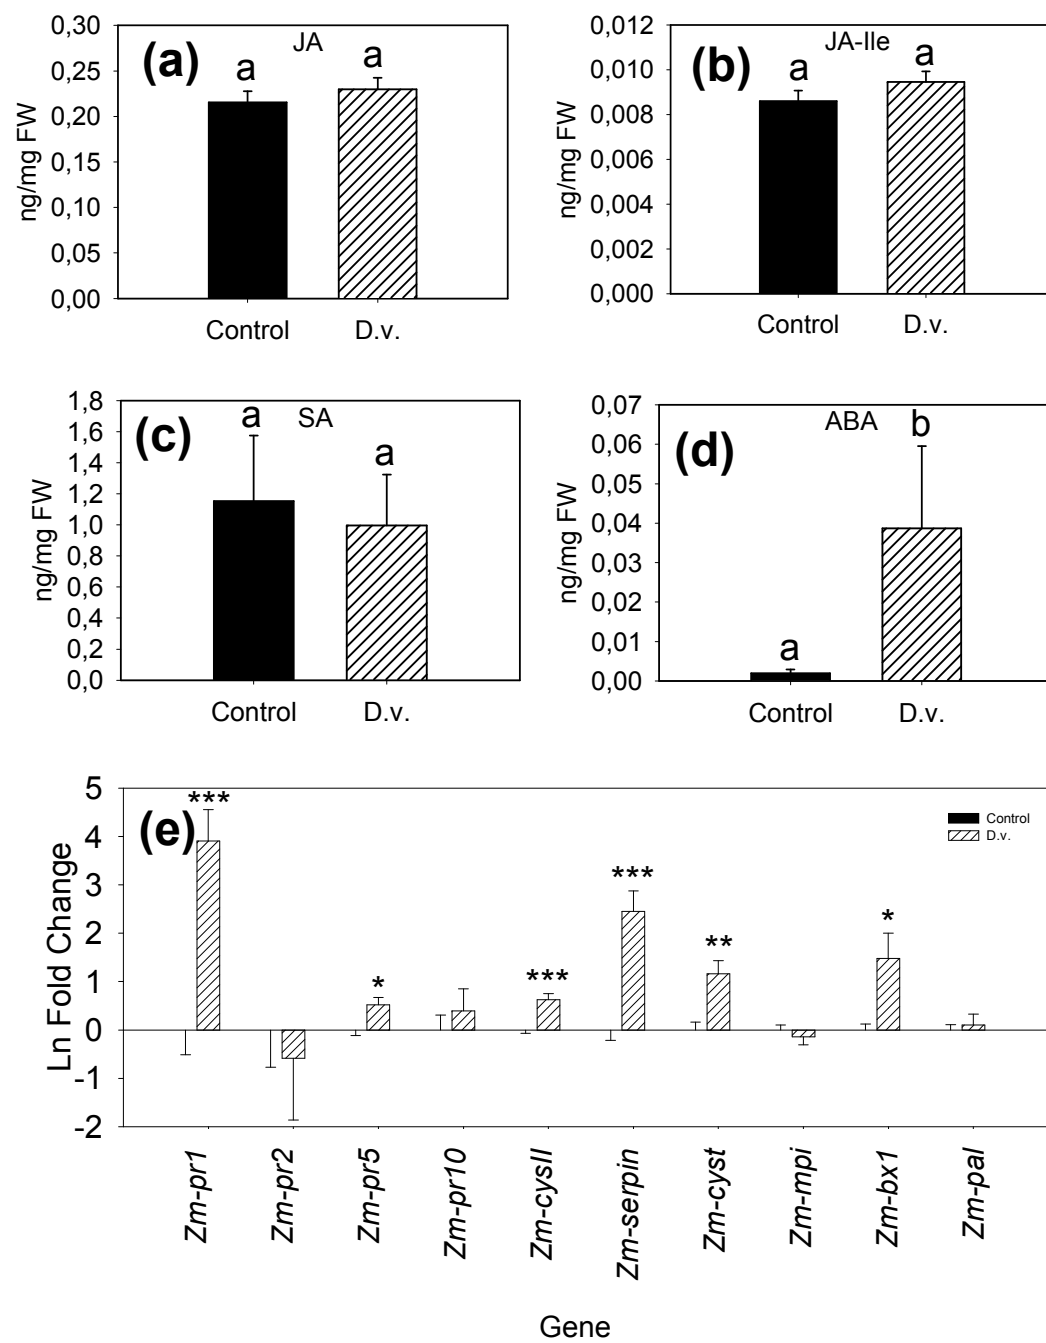 (a)
JA
a
a
0,30
0,25
0,20
0,15
0,10
0,05
0,00
ng/mg FW
Control
D.v.
(b)
JA-Ile
a
a
0,012
0,010
0,008
0,006
0,004
0,002
0,000
ng/mg FW
Control
D.v.
(c)
SA
a
a
1,8
1,6
1,4
1,2
1,0
0,8
0,6
0,4
0,2
0,0
ng/mg FW
Control
D.v.
(d)
ABA
a
b
0,07
0,06
0,05
0,04
0,03
0,02
0,01
0,00
ng/mg FW
Control
D.v.
(e)
5
4
3
2
1
0
-1
-2
Ln Fold Change
***
*
***
***
**
*
Control
D.v.
Zm-pr1
Zm-pr2
Zm-pr5
Zm-pr10
Zm-cysII
Zm-serpin
Zm-cyst
Zm-mpi
Zm-bx1
Zm-pal
Gene